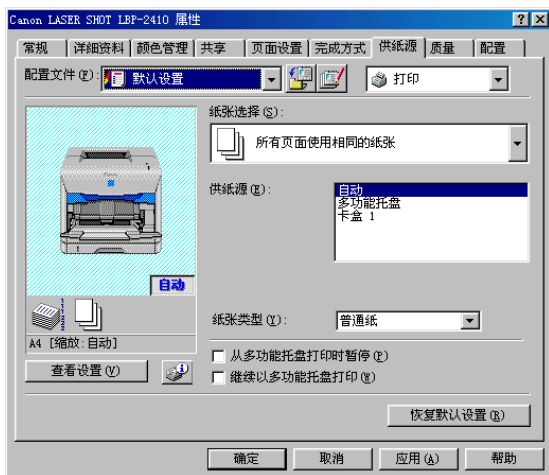 Canon LASER SHOT LBP-2410 属性
常规 详细资料 颜色管理 共享 页面设置 完成方式 供纸源 质量 配置
配置文件(F): 默认设置 打印
纸张选择(S):
所有页面使用相同的纸张
供纸源(E):
自动
多功能托盘
卡盒 1
自动
纸张类型(Y): 普通纸
A4 [缩放:自动]
从多功能托盘打印时暂停(P)
查看设置(V)
继续以多功能托盘打印(W)
恢复默认设置(R)
确定 取消 应用(A) 帮助